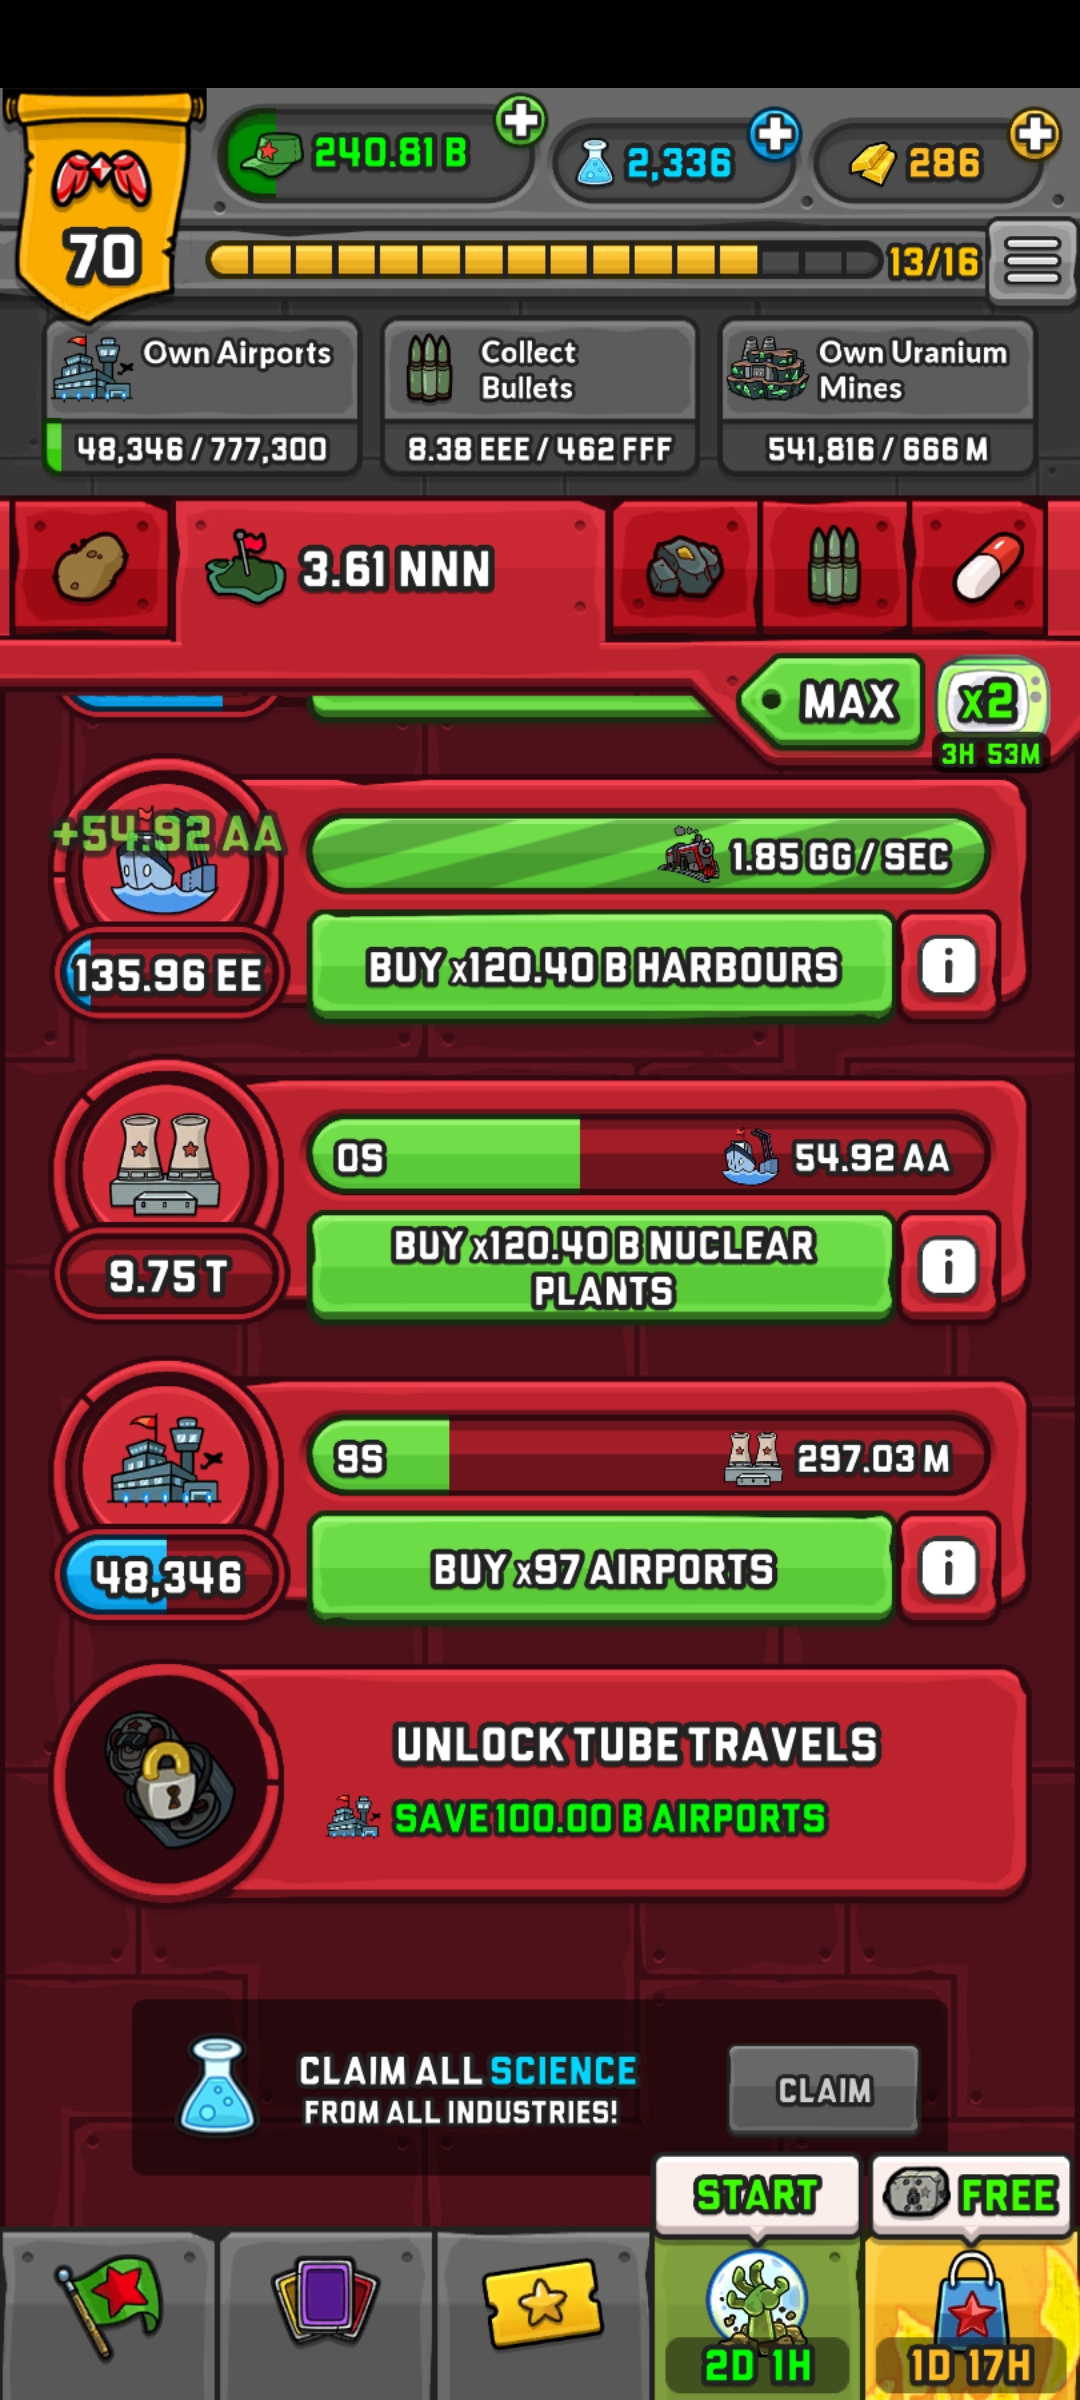 240.81 B
2,336
286
70
13/16
Own Airports
48,346 / 777,300
Collect
Bullets
8.38 EEE / 462 FFF
Own Uranium
Mines
541,816 / 666 M
3.61 NNN
MAX
x2
3H 53M
+54.92 AA
1.85 GG / SEC
135.96 EE
BUY x120.40 B HARBOURS
i
0S
54.92 AA
9.75 T
BUY x120.40 B NUCLEAR
PLANTS
i
9S
297.03 M
48,346
BUY x97 AIRPORTS
i
UNLOCK TUBE TRAVELS
SAVE 100.00 B AIRPORTS
CLAIM ALL SCIENCE
FROM ALL INDUSTRIES!
CLAIM
START
FREE
2D 1H
1D 17H